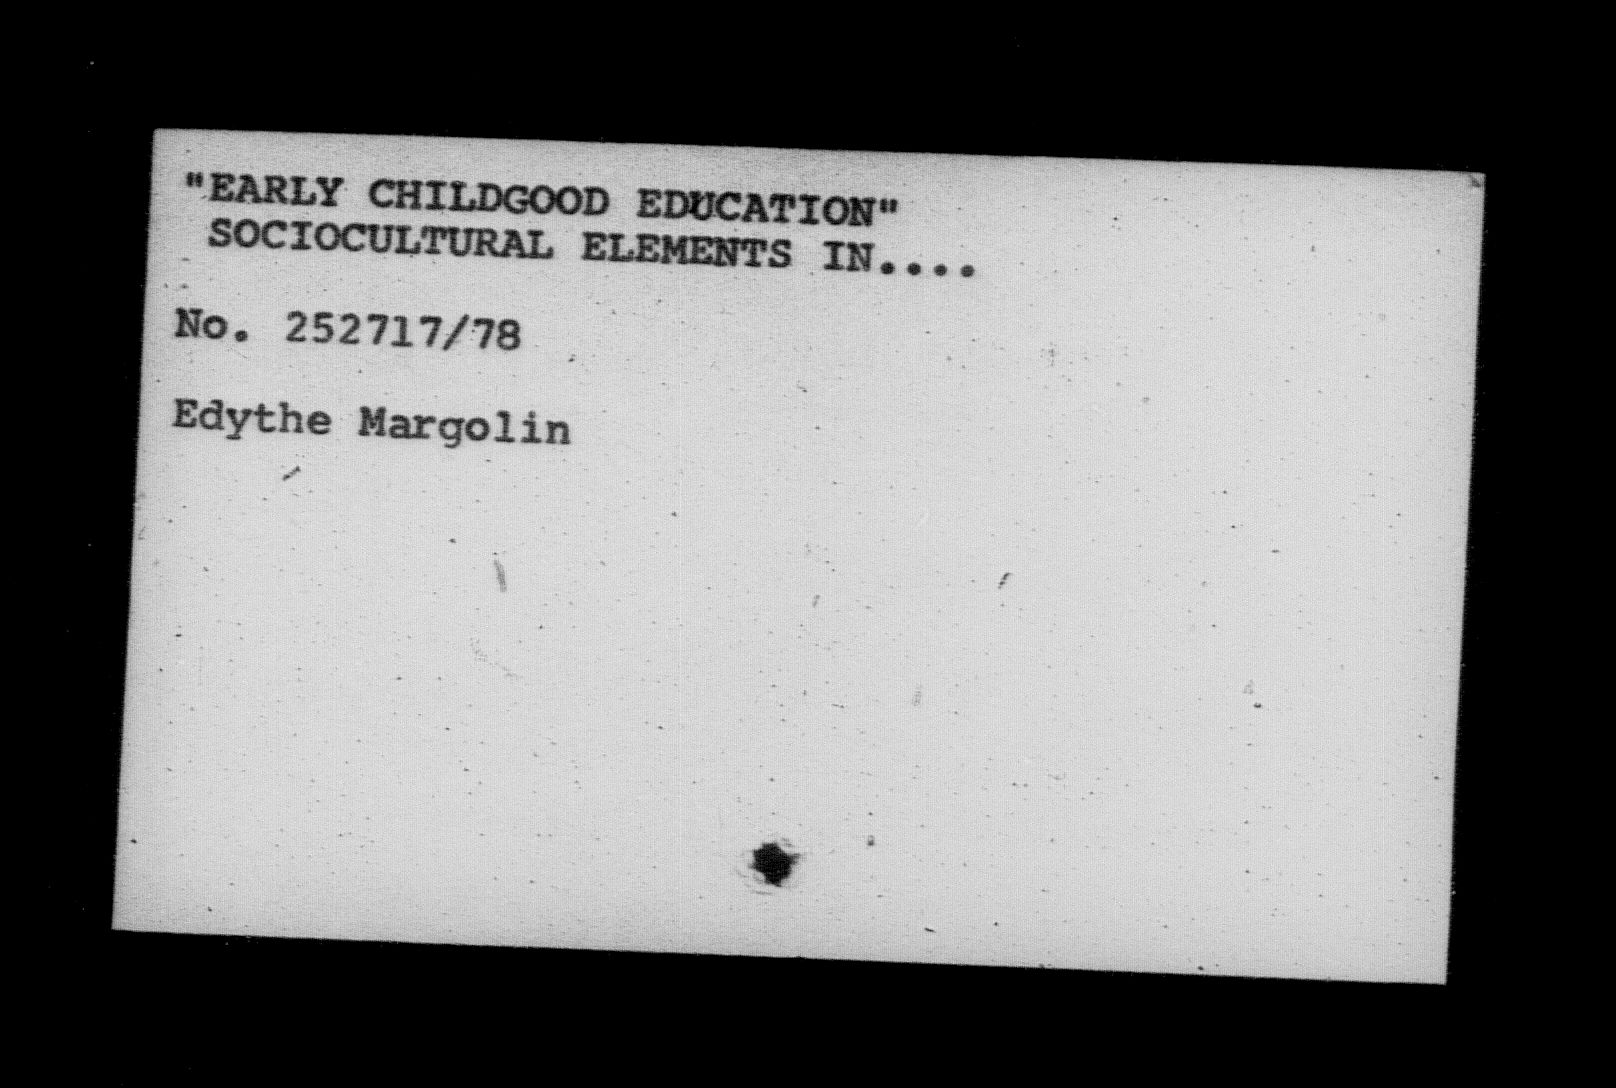 "EARLY CHILDGOOD EDUCATION"
SOCIOCULTURAL ELEMENTS IN....
No. 252717/78
Edythe Margolin